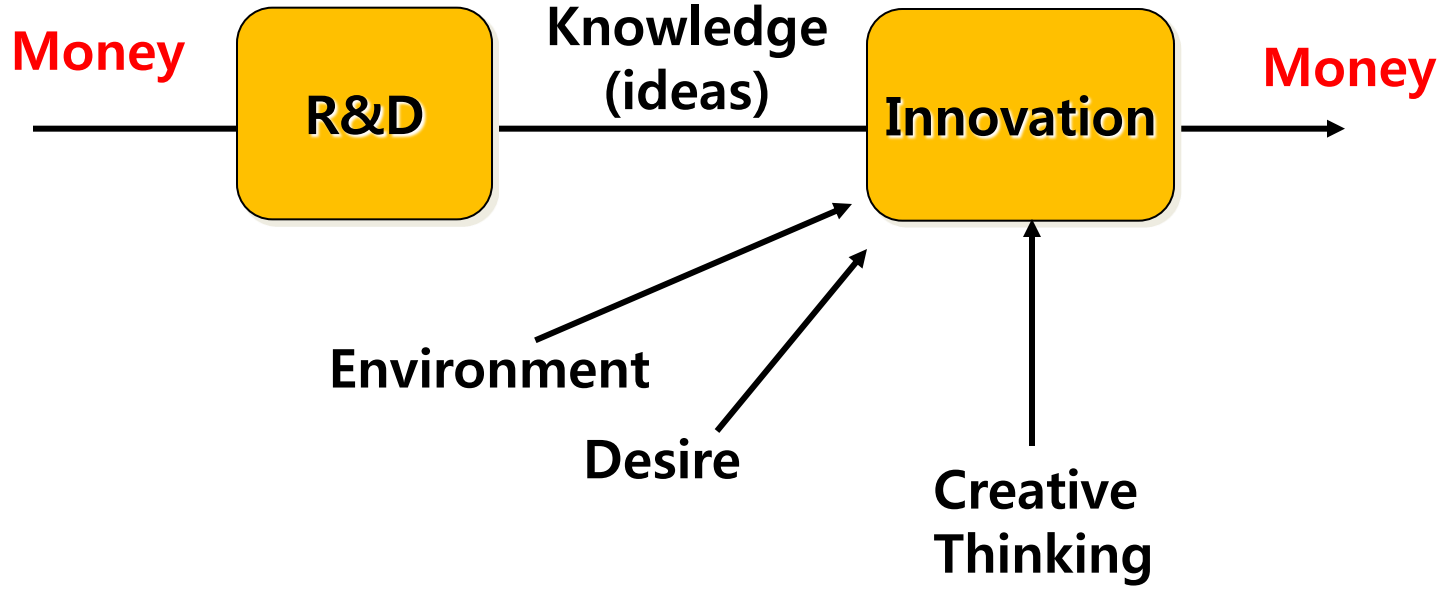 Money
R&D
Knowledge
(ideas)
Innovation
Money
Environment
Desire
Creative
Thinking